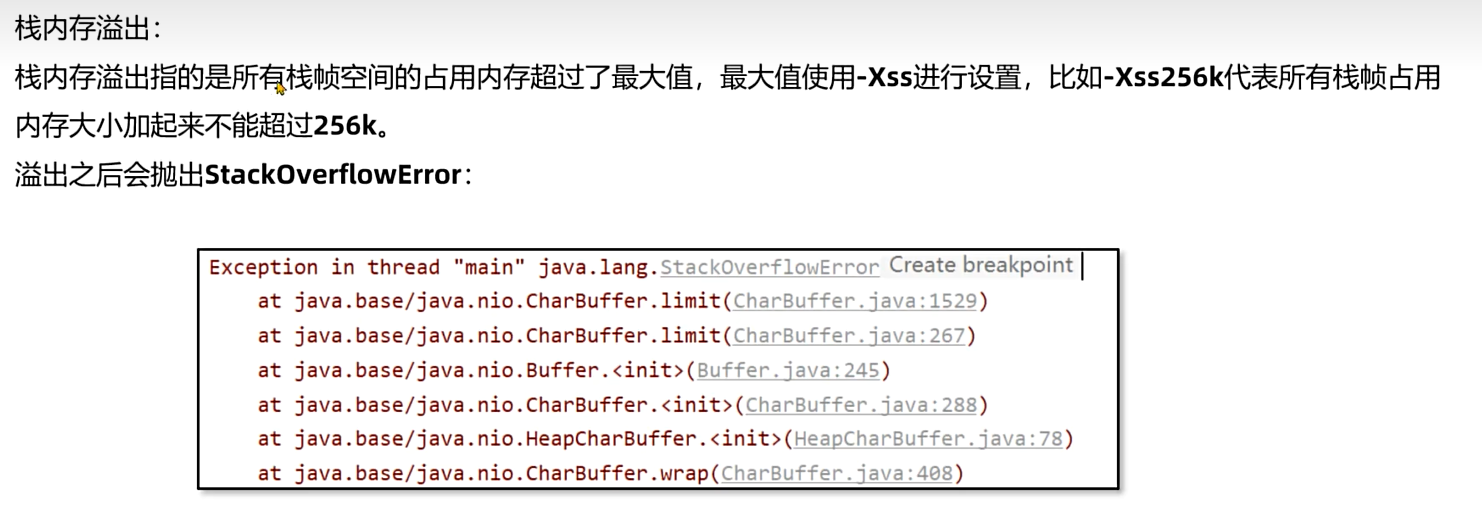 栈内存溢出：
栈内存溢出指的是所有栈帧空间的占用内存超过了最大值，最大值使用-Xss进行设置，比如-Xss256k代表所有栈帧占用
内存大小加起来不能超过256k。
溢出之后会抛出StackOverflowError：
Exception in thread "main" java.lang.StackOverflowError Create breakpoint
at java.base/java.nio.CharBuffer.limit(CharBuffer.java:1529)
at java.base/java.nio.CharBuffer.limit(CharBuffer.java:267)
at java.base/java.nio.Buffer.<init>(Buffer.java:245)
at java.base/java.nio.CharBuffer.<init>(CharBuffer.java:288)
at java.base/java.nio.HeapCharBuffer.<init>(HeapCharBuffer.java:78)
at java.base/java.nio.CharBuffer.wrap(CharBuffer.java:408)